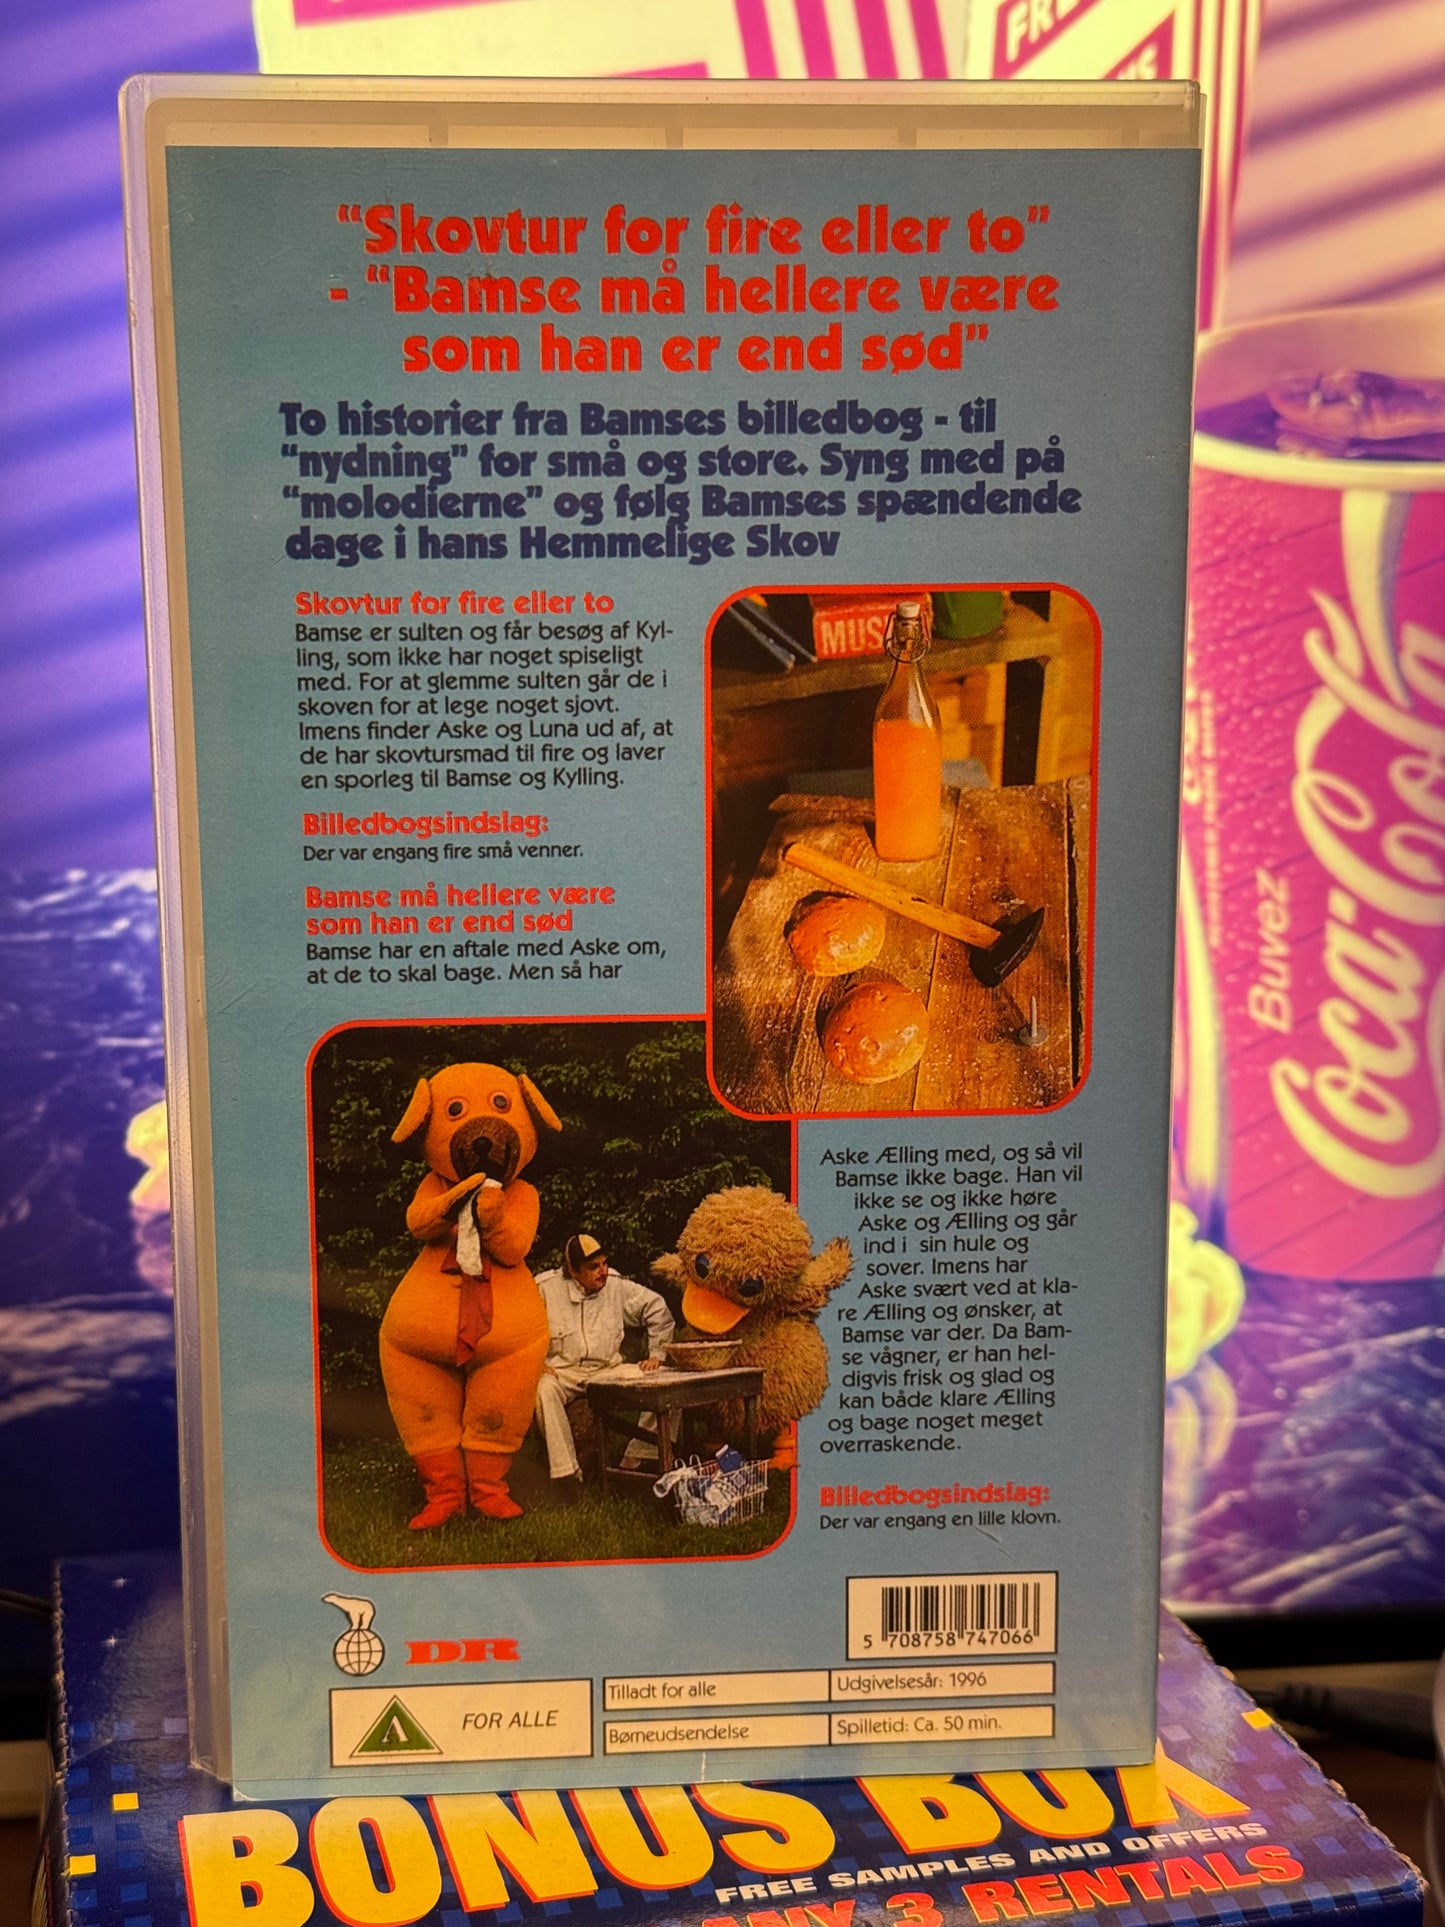 “Skovtur for fire eller to”
- “Bamse må hellere være
som han er end sød”
To historier fra Bamses billedbog - til
“nydning” for små og store. Syng med på
“molodierne” og følg Bamses spændende
dage i hans Hemmelige Skov
Skovtur for fire eller to
Bamse er sulten og får besøg af Kyl-
ling, som ikke har noget spiseligt
med. For at glemme sulten går de i
skoven for at lege noget sjovt.
Imens finder Aske og Luna ud af, at
de har skovtursmad til fire og laver
en sporleg til Bamse og Kylling.
Billedbogsindslag:
Der var engang fire små venner.
Bamse må hellere være
som han er end sød
Bamse har en aftale med Aske om,
at de to skal bage. Men så har
MUS
Aske Ælling med, og så vil
Bamse ikke bage. Han vil
ikke se og ikke høre
Aske og Ælling og går
ind i sin hule og
sover. Imens har
Aske svært ved at kla-
re Ælling og ønsker, at
Bamse var der. Da Bam-
se vågner, er han hel-
digvis frisk og glad og
kan både klare Ælling
og bage noget meget
overraskende.
Billedbogsindslag:
Der var engang en lille klovn.
5 708758 747066
DR
A FOR ALLE
Tilladt for alle
Udgivelsesår: 1996
Børneudsendelse
Spilletid: Ca. 50 min.
Buvez
Coca-Cola
BONUS BOX
FREE SAMPLES AND OFFERS
ANY 3 RENTALS